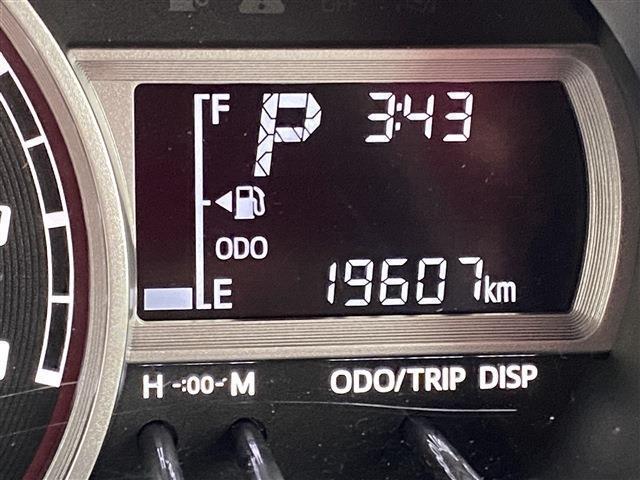 F P 3:43
ODO
E 19607km
H -:00- M ODO/TRIP DISP